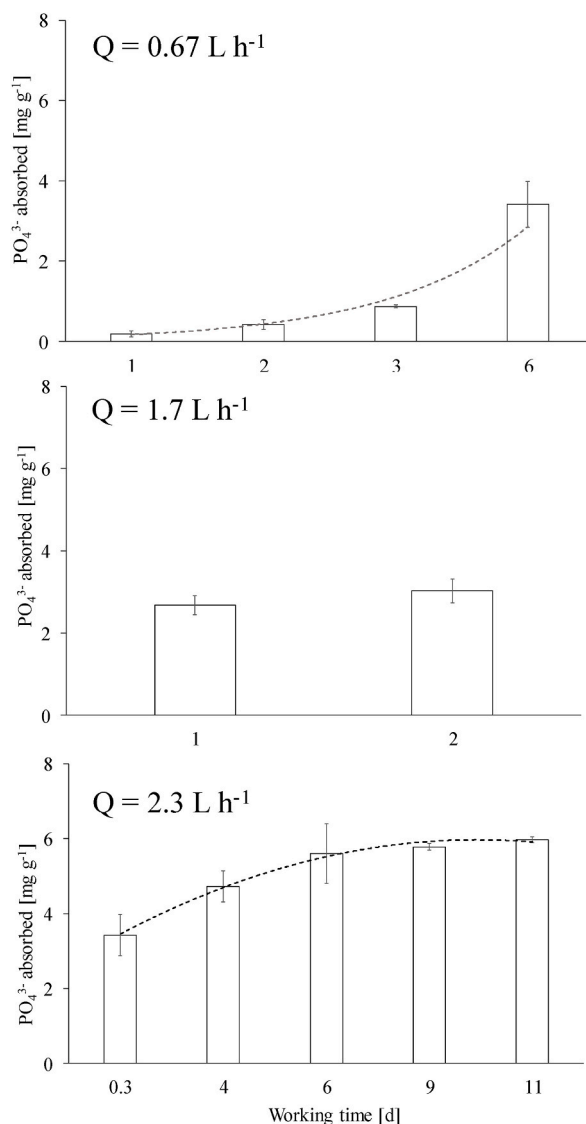 Q = 0.67 L h⁻¹
PO₄³⁻ absorbed [mg g⁻¹]
8
6
4
2
0
1 2 3 6
Q = 1.7 L h⁻¹
PO₄³⁻ absorbed [mg g⁻¹]
8
6
4
2
0
1 2
Q = 2.3 L h⁻¹
PO₄³⁻ absorbed [mg g⁻¹]
8
6
4
2
0
0.3 4 6 9 11
Working time [d]